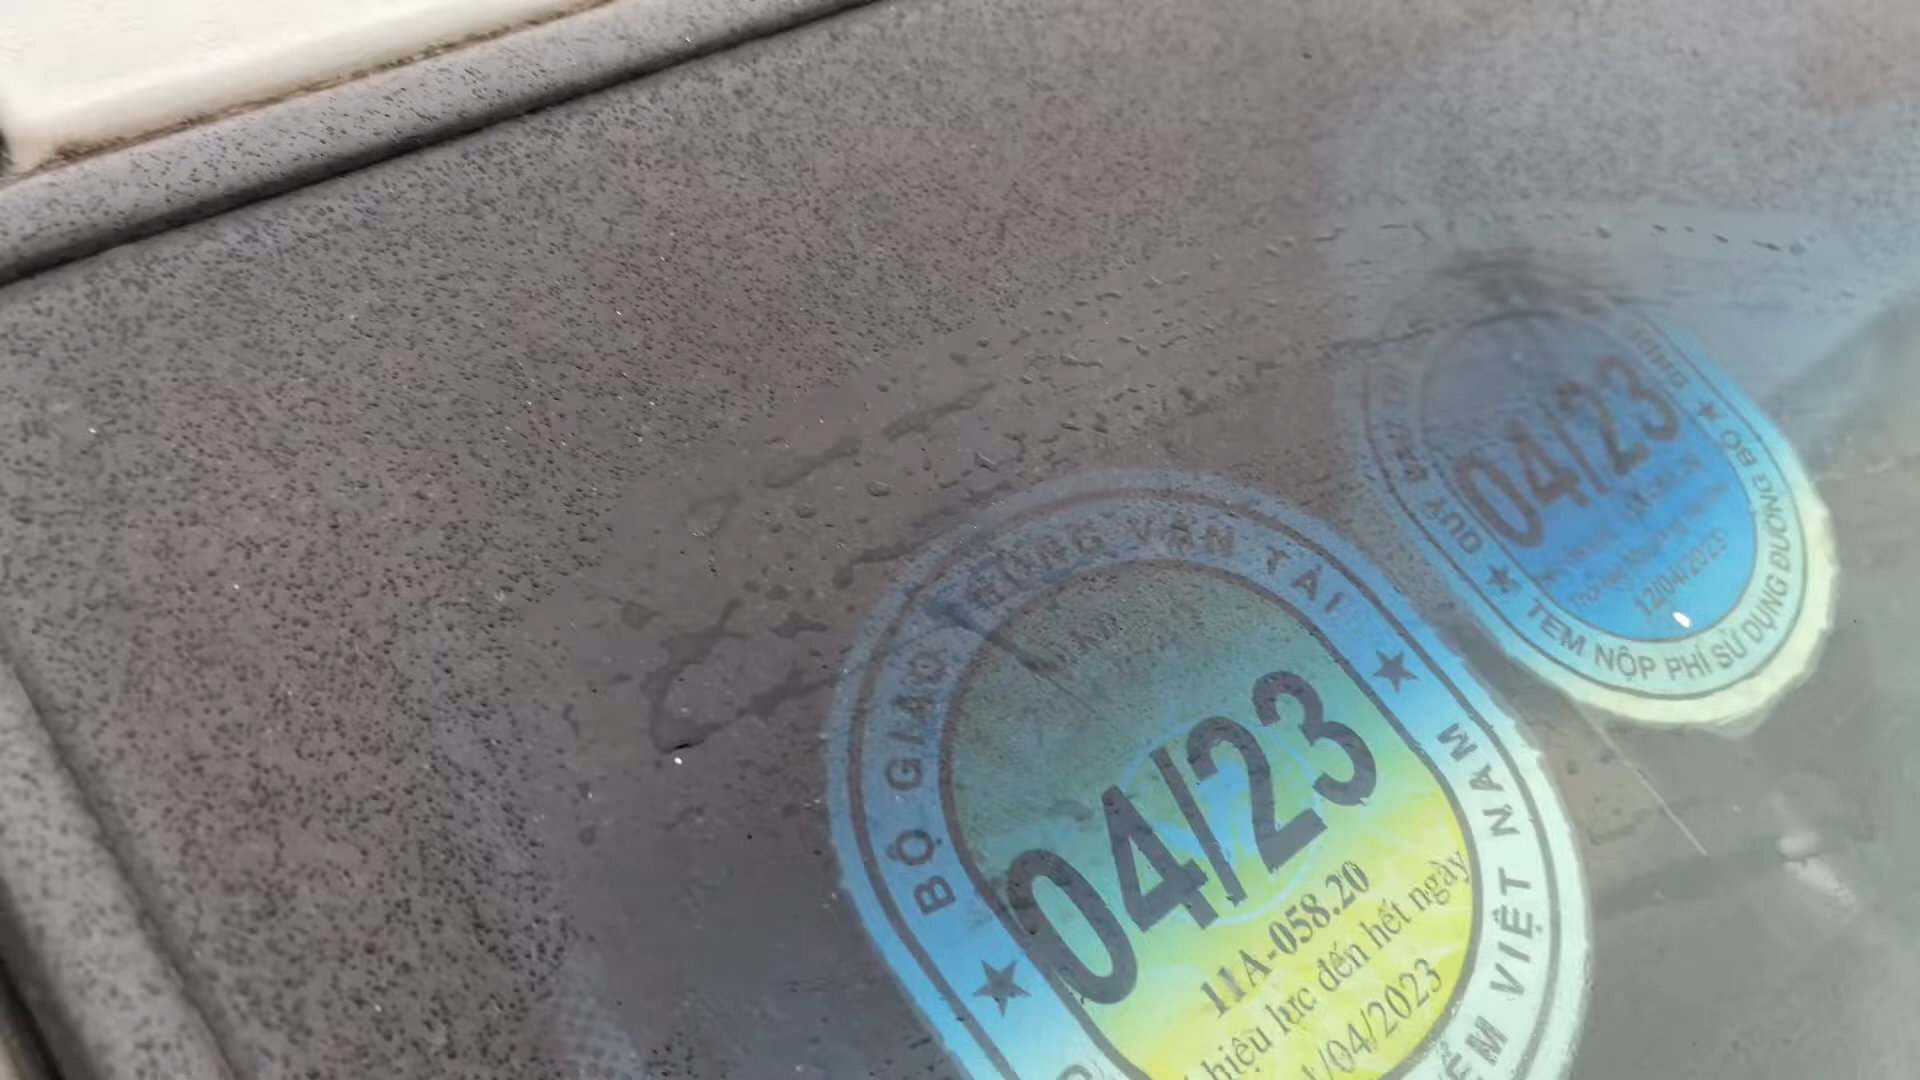 BỘ GIAO THÔNG VẬN TẢI
04/23
11A-058.20
hiệu lực đến hết ngày
/04/2023
VIỆT NAM
QUỸ
04/23
12/04/2023
TEM NỘP PHÍ SỬ DỤNG ĐƯỜNG BỘ